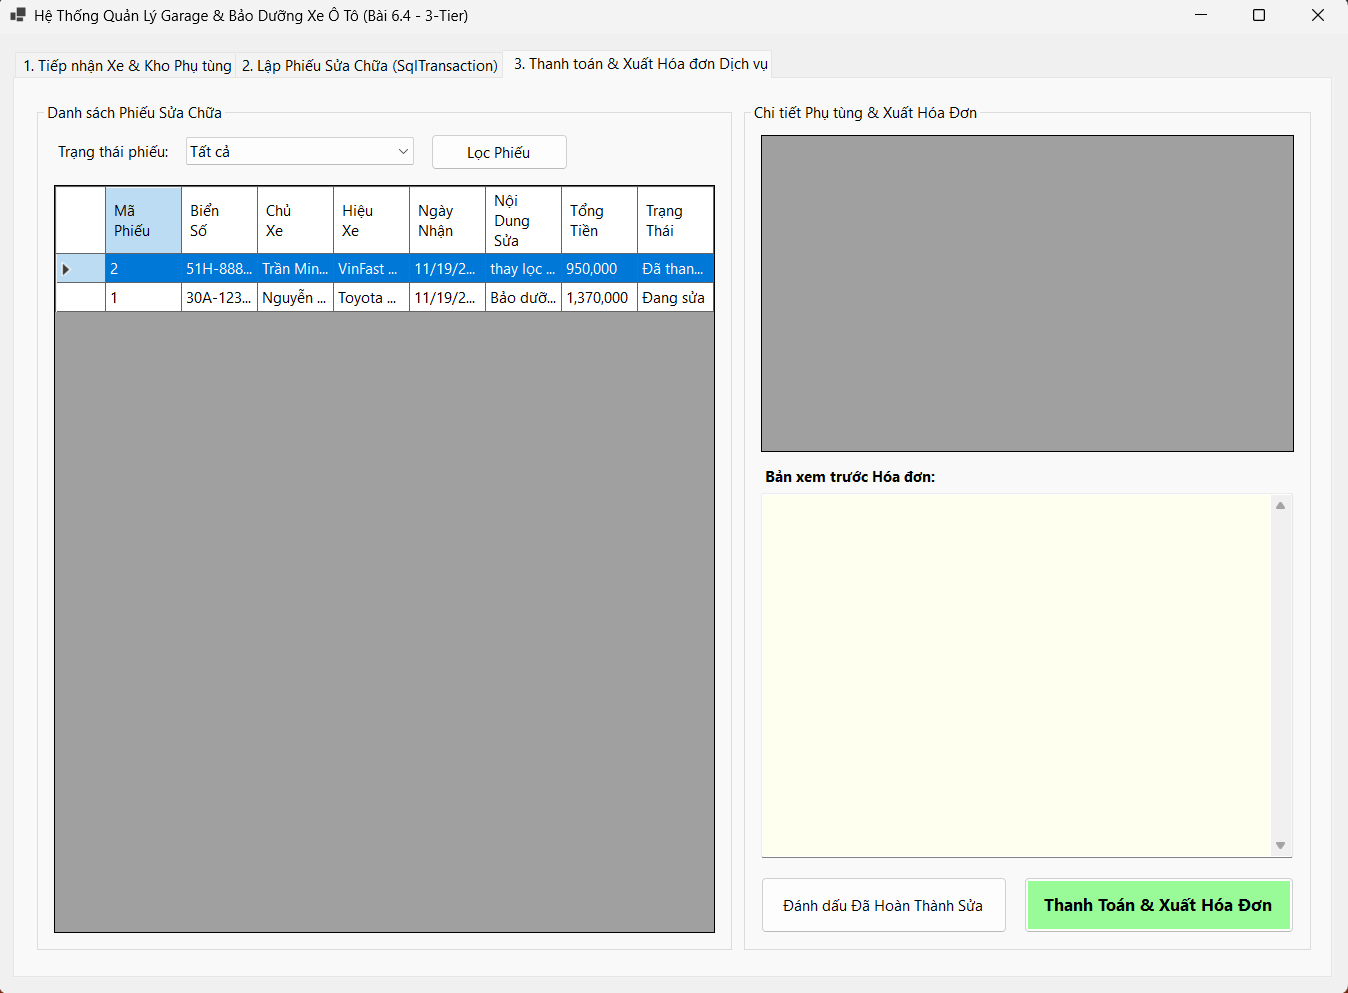 Hệ Thống Quản Lý Garage & Bảo Dưỡng Xe Ô Tô (Bài 6.4 - 3-Tier)
1. Tiếp nhận Xe & Kho Phụ tùng
2. Lập Phiếu Sửa Chữa (SqlTransaction)
3. Thanh toán & Xuất Hóa đơn Dịch vụ
Danh sách Phiếu Sửa Chữa
Trạng thái phiếu:
Tất cả
Lọc Phiếu
Mã Phiếu
Biển Số
Chủ Xe
Hiệu Xe
Ngày Nhận
Nội Dung Sửa
Tổng Tiền
Trạng Thái
2 51H-888... Trần Min... VinFast ... 11/19/2... thay lọc ... 950,000 Đã than...
1 30A-123... Nguyễn ... Toyota ... 11/19/2... Bảo dưỡ... 1,370,000 Đang sửa
Chi tiết Phụ tùng & Xuất Hóa Đơn
Bản xem trước Hóa đơn:
Đánh dấu Đã Hoàn Thành Sửa
Thanh Toán & Xuất Hóa Đơn